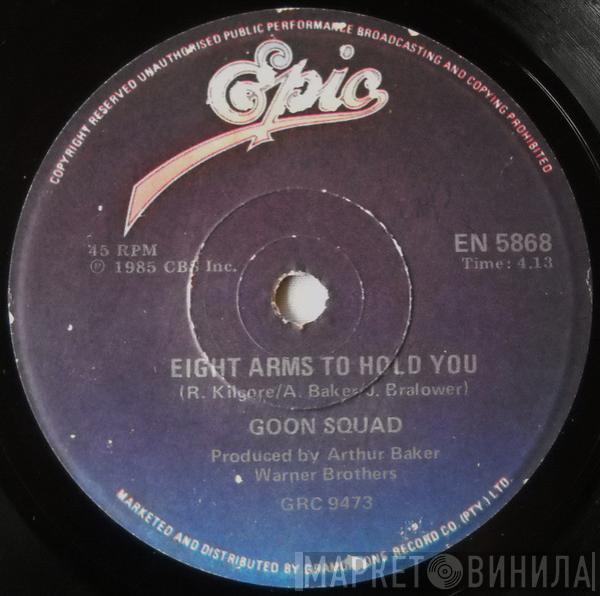 COPYRIGHT RESERVED UNAUTHORISED PUBLIC PERFORMANCE BROADCASTING AND COPYING PROHIBITED
Epic
45 RPM
℗ 1985 CBS Inc.
EN 5868
Time: 4.13
EIGHT ARMS TO HOLD YOU
(R. Kilgore/A. Baker/J. Bralower)
GOON SQUAD
Produced by Arthur Baker
Warner Brothers
GRC 9473
MARKETED AND DISTRIBUTED BY GRAMOPHONE RECORD CO. (PTY) LTD.
МАРКЕТ ВИНИЛА